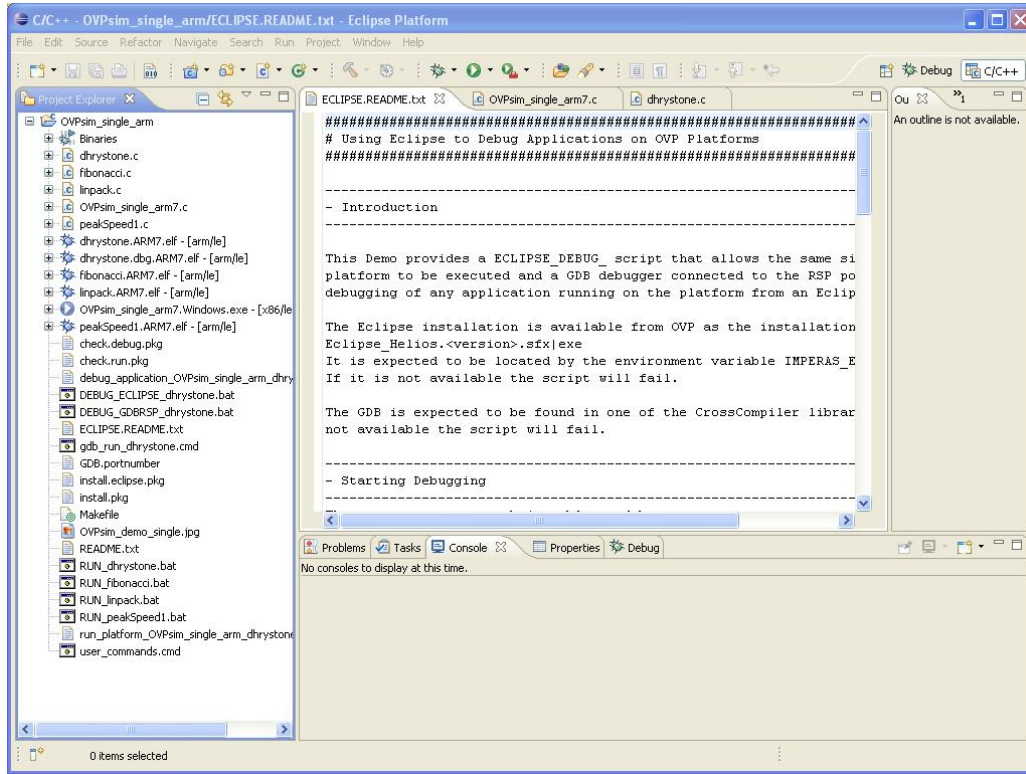 C/C++ - OVPsim_single_arm/ECLIPSE.README.txt - Eclipse Platform
File Edit Source Refactor Navigate Search Run Project Window Help
Debug C/C++
Project Explorer
OVPsim_single_arm
Binaries
dhrystone.c
fibonacci.c
linpack.c
OVPsim_single_arm7.c
peakSpeed1.c
dhrystone.ARM7.elf - [arm/le]
dhrystone.dbg.ARM7.elf - [arm/le]
fibonacci.ARM7.elf - [arm/le]
linpack.ARM7.elf - [arm/le]
OVPsim_single_arm7.Windows.exe - [x86/le
peakSpeed1.ARM7.elf - [arm/le]
check.debug.pkg
check.run.pkg
debug_application_OVPsim_single_arm_dhry
DEBUG_ECLIPSE_dhrystone.bat
DEBUG_GDBRSP_dhrystone.bat
ECLIPSE.README.txt
gdb_run_dhrystone.cmd
GDB.portnumber
install.eclipse.pkg
install.pkg
Makefile
OVPsim_demo_single.jpg
README.txt
RUN_dhrystone.bat
RUN_fibonacci.bat
RUN_linpack.bat
RUN_peakSpeed1.bat
run_platform_OVPsim_single_arm_dhrystone
user_commands.cmd
ECLIPSE.README.txt OVPsim_single_arm7.c dhrystone.c
###################################################################
# Using Eclipse to Debug Applications on OVP Platforms
###################################################################
-------------------------------------------------------------------
- Introduction
-------------------------------------------------------------------
This Demo provides a ECLIPSE_DEBUG_ script that allows the same si
platform to be executed and a GDB debugger connected to the RSP po
debugging of any application running on the platform from an Eclip
The Eclipse installation is available from OVP as the installation
Eclipse_Helios.<version>.sfx|exe
It is expected to be located by the environment variable IMPERAS_E
If it is not available the script will fail.
The GDB is expected to be found in one of the CrossCompiler librar
not available the script will fail.
-------------------------------------------------------------------
- Starting Debugging
-------------------------------------------------------------------
Ou »1
An outline is not available.
Problems Tasks Console Properties Debug
No consoles to display at this time.
0 items selected